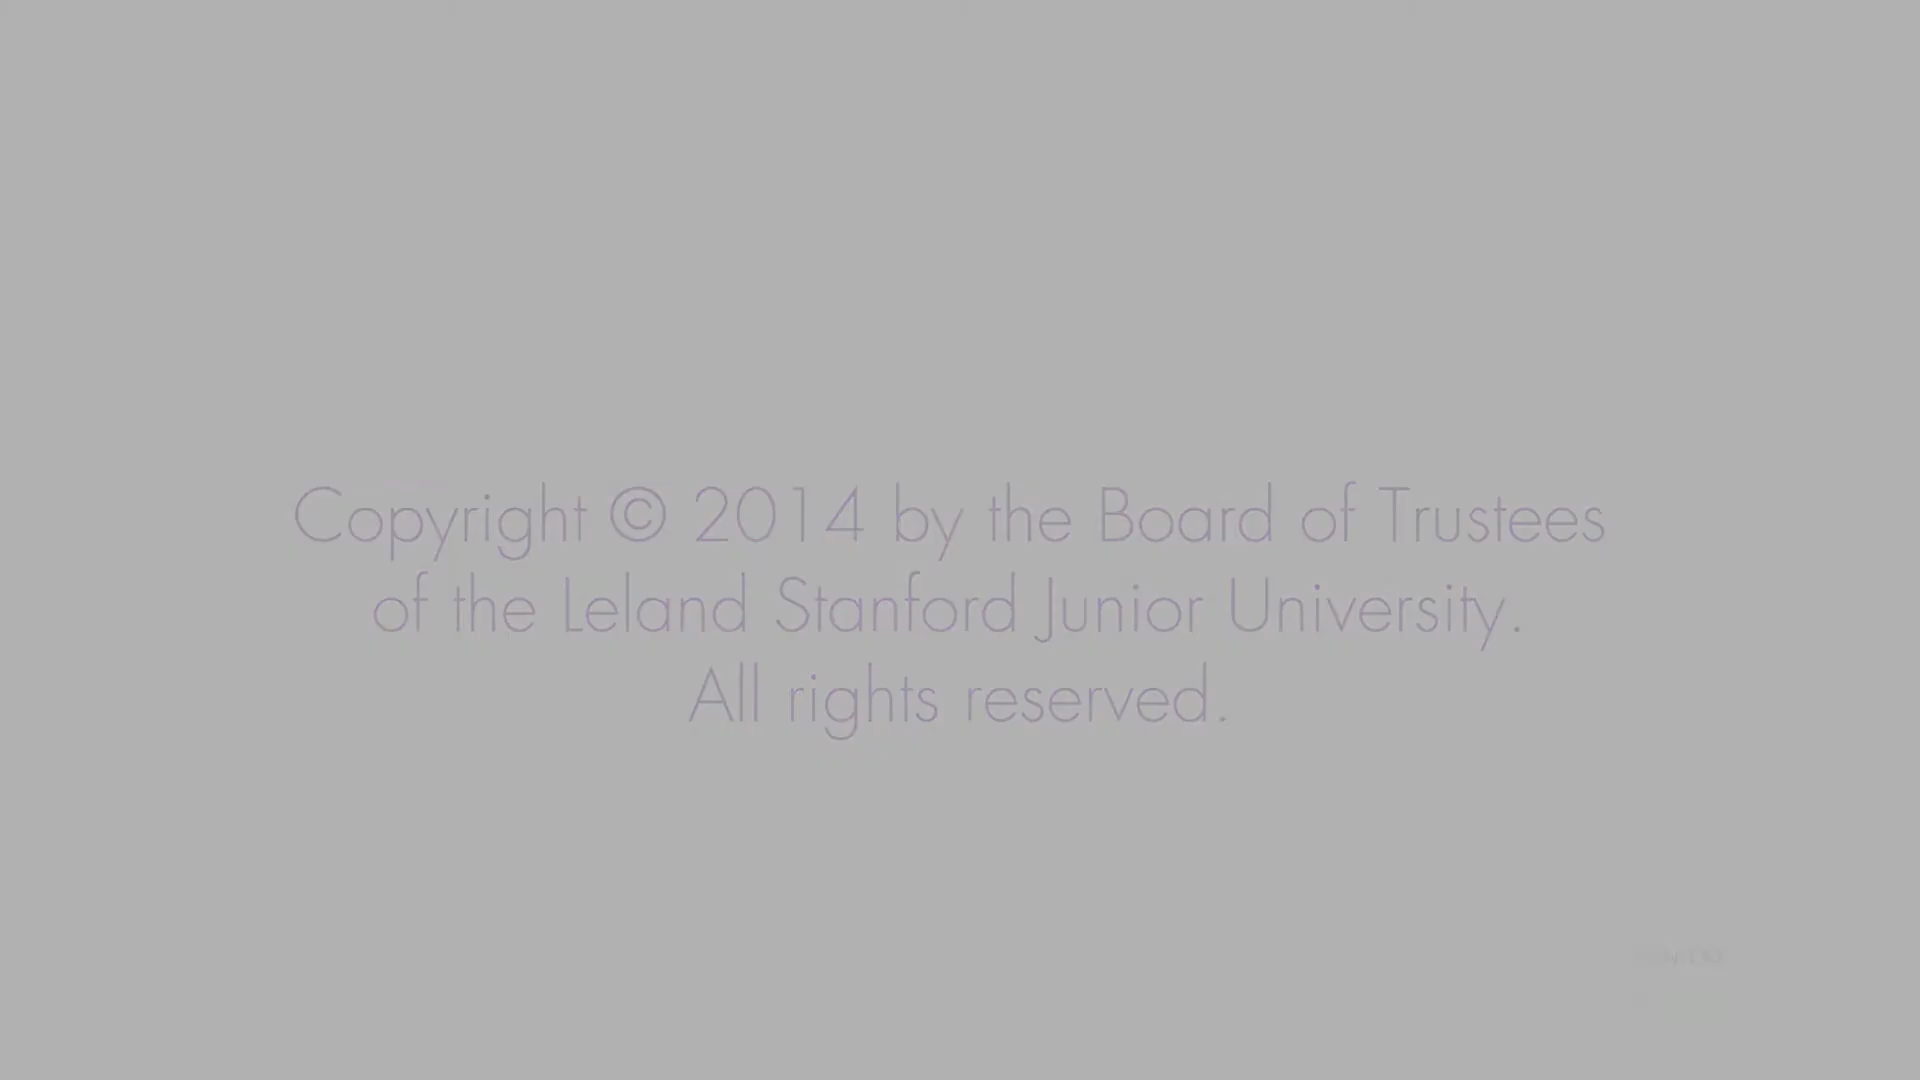 Copyright © 2014 by the Board of Trustees
of the Leland Stanford Junior University.
All rights reserved.